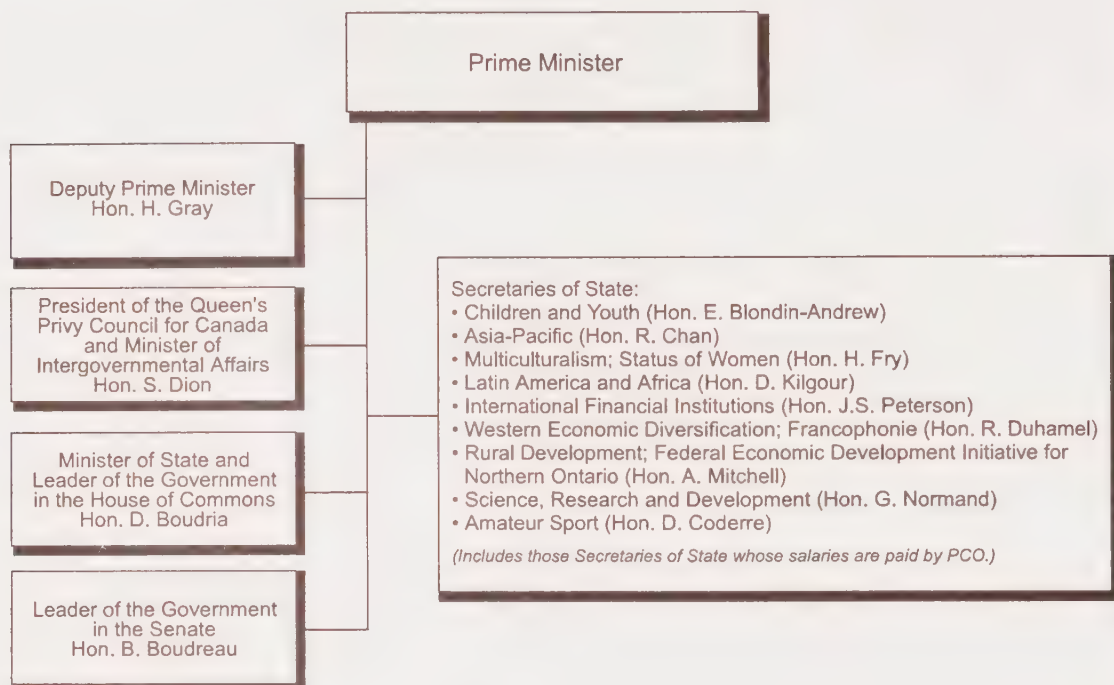 Prime Minister
Deputy Prime Minister
Hon. H. Gray
President of the Queen's
Privy Council for Canada
and Minister of
Intergovernmental Affairs
Hon. S. Dion
Minister of State and
Leader of the Government
in the House of Commons
Hon. D. Boudria
Leader of the Government
in the Senate
Hon. B. Boudreau
Secretaries of State:
• Children and Youth (Hon. E. Blondin-Andrew)
• Asia-Pacific (Hon. R. Chan)
• Multiculturalism; Status of Women (Hon. H. Fry)
• Latin America and Africa (Hon. D. Kilgour)
• International Financial Institutions (Hon. J.S. Peterson)
• Western Economic Diversification; Francophonie (Hon. R. Duhamel)
• Rural Development; Federal Economic Development Initiative for
Northern Ontario (Hon. A. Mitchell)
• Science, Research and Development (Hon. G. Normand)
• Amateur Sport (Hon. D. Coderre)
(Includes those Secretaries of State whose salaries are paid by PCO.)